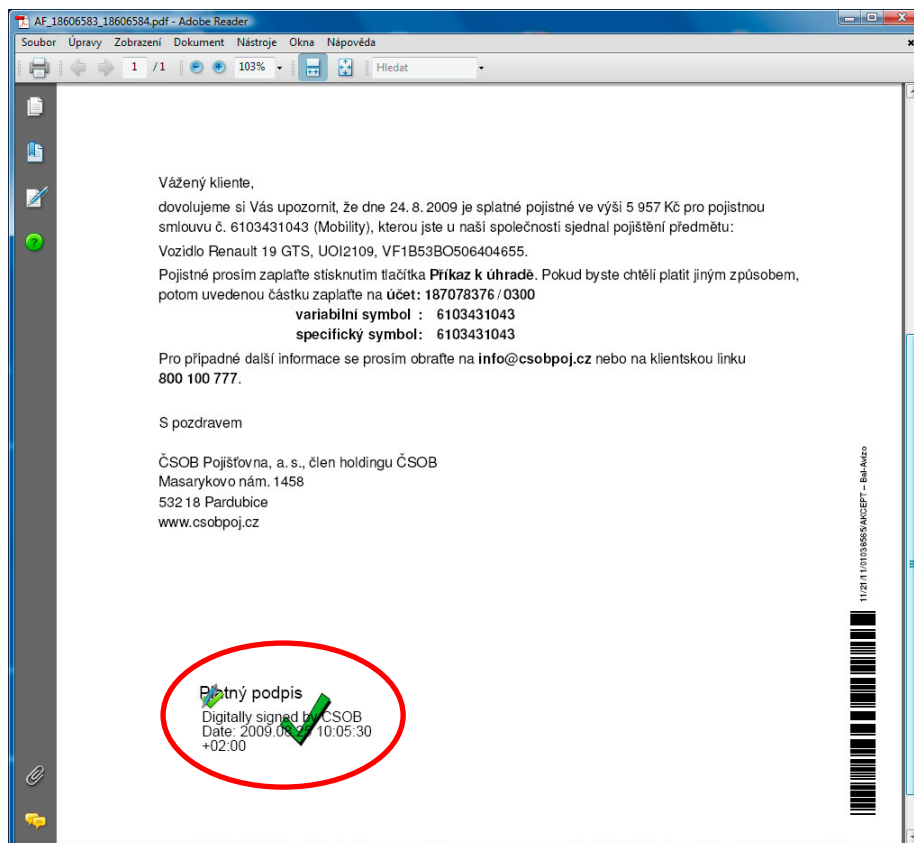 AF_18606583_18606584.pdf - Adobe Reader
Soubor Úpravy Zobrazení Dokument Nástroje Okna Nápověda
1 / 1 103% Hledat
Vážený kliente,
dovolujeme si Vás upozornit, že dne 24. 8. 2009 je splatné pojistné ve výši 5 957 Kč pro pojistnou
smlouvu č. 6103431043 (Mobility), kterou jste u naší společnosti sjednal pojištění předmětu:
Vozidlo Renault 19 GTS, UOI2109, VF1B53BO506404655.
Pojistné prosím zaplaťte stisknutím tlačítka Příkaz k úhradě. Pokud byste chtěli platit jiným způsobem,
potom uvedenou částku zaplaťte na účet: 187078376 / 0300
variabilní symbol : 6103431043
specifický symbol: 6103431043
Pro případné další informace se prosím obraťte na info@csobpoj.cz nebo na klientskou linku
800 100 777.
S pozdravem
ČSOB Pojišťovna, a. s., člen holdingu ČSOB
Masarykovo nám. 1458
532 18 Pardubice
www.csobpoj.cz
11/21/11/01038565/AKCEPT – Bal-Avízo
Platný podpis
Digitally signed by CSOB
Date: 2009.08.25 10:05:30
+02:00